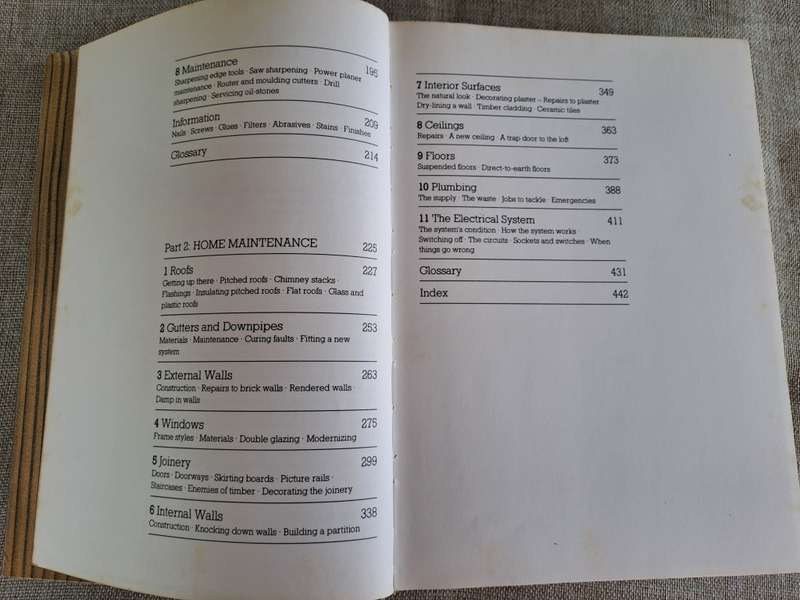 8 Maintenance 195
Sharpening edge tools · Saw sharpening · Power planer
maintenance · Router and moulding cutters · Drill
sharpening · Servicing oil-stones
Information 209
Nails · Screws · Glues · Filters · Abrasives · Stains · Finishes
Glossary 214
Part 2: HOME MAINTENANCE 225
1 Roofs 227
Getting up there · Pitched roofs · Chimney stacks ·
Flashings · Insulating pitched roofs · Flat roofs · Glass and
plastic roofs
2 Gutters and Downpipes 253
Materials · Maintenance · Curing faults · Fitting a new
system
3 External Walls 263
Construction · Repairs to brick walls · Rendered walls ·
Damp in walls
4 Windows 275
Frame styles · Materials · Double glazing · Modernizing
5 Joinery 299
Doors · Doorways · Skirting boards · Picture rails ·
Staircases · Enemies of timber · Decorating the joinery
6 Internal Walls 338
Construction · Knocking down walls · Building a partition
7 Interior Surfaces 349
The natural look · Decorating plaster – Repairs to plaster
Dry-lining a wall · Timber cladding · Ceramic tiles
8 Ceilings 363
Repairs · A new ceiling · A trap door to the loft
9 Floors 373
Suspended floors · Direct-to-earth floors
10 Plumbing 388
The supply · The waste · Jobs to tackle · Emergencies
11 The Electrical System 411
The system's condition · How the system works ·
Switching off · The circuits · Sockets and switches · When
things go wrong
Glossary 431
Index 442